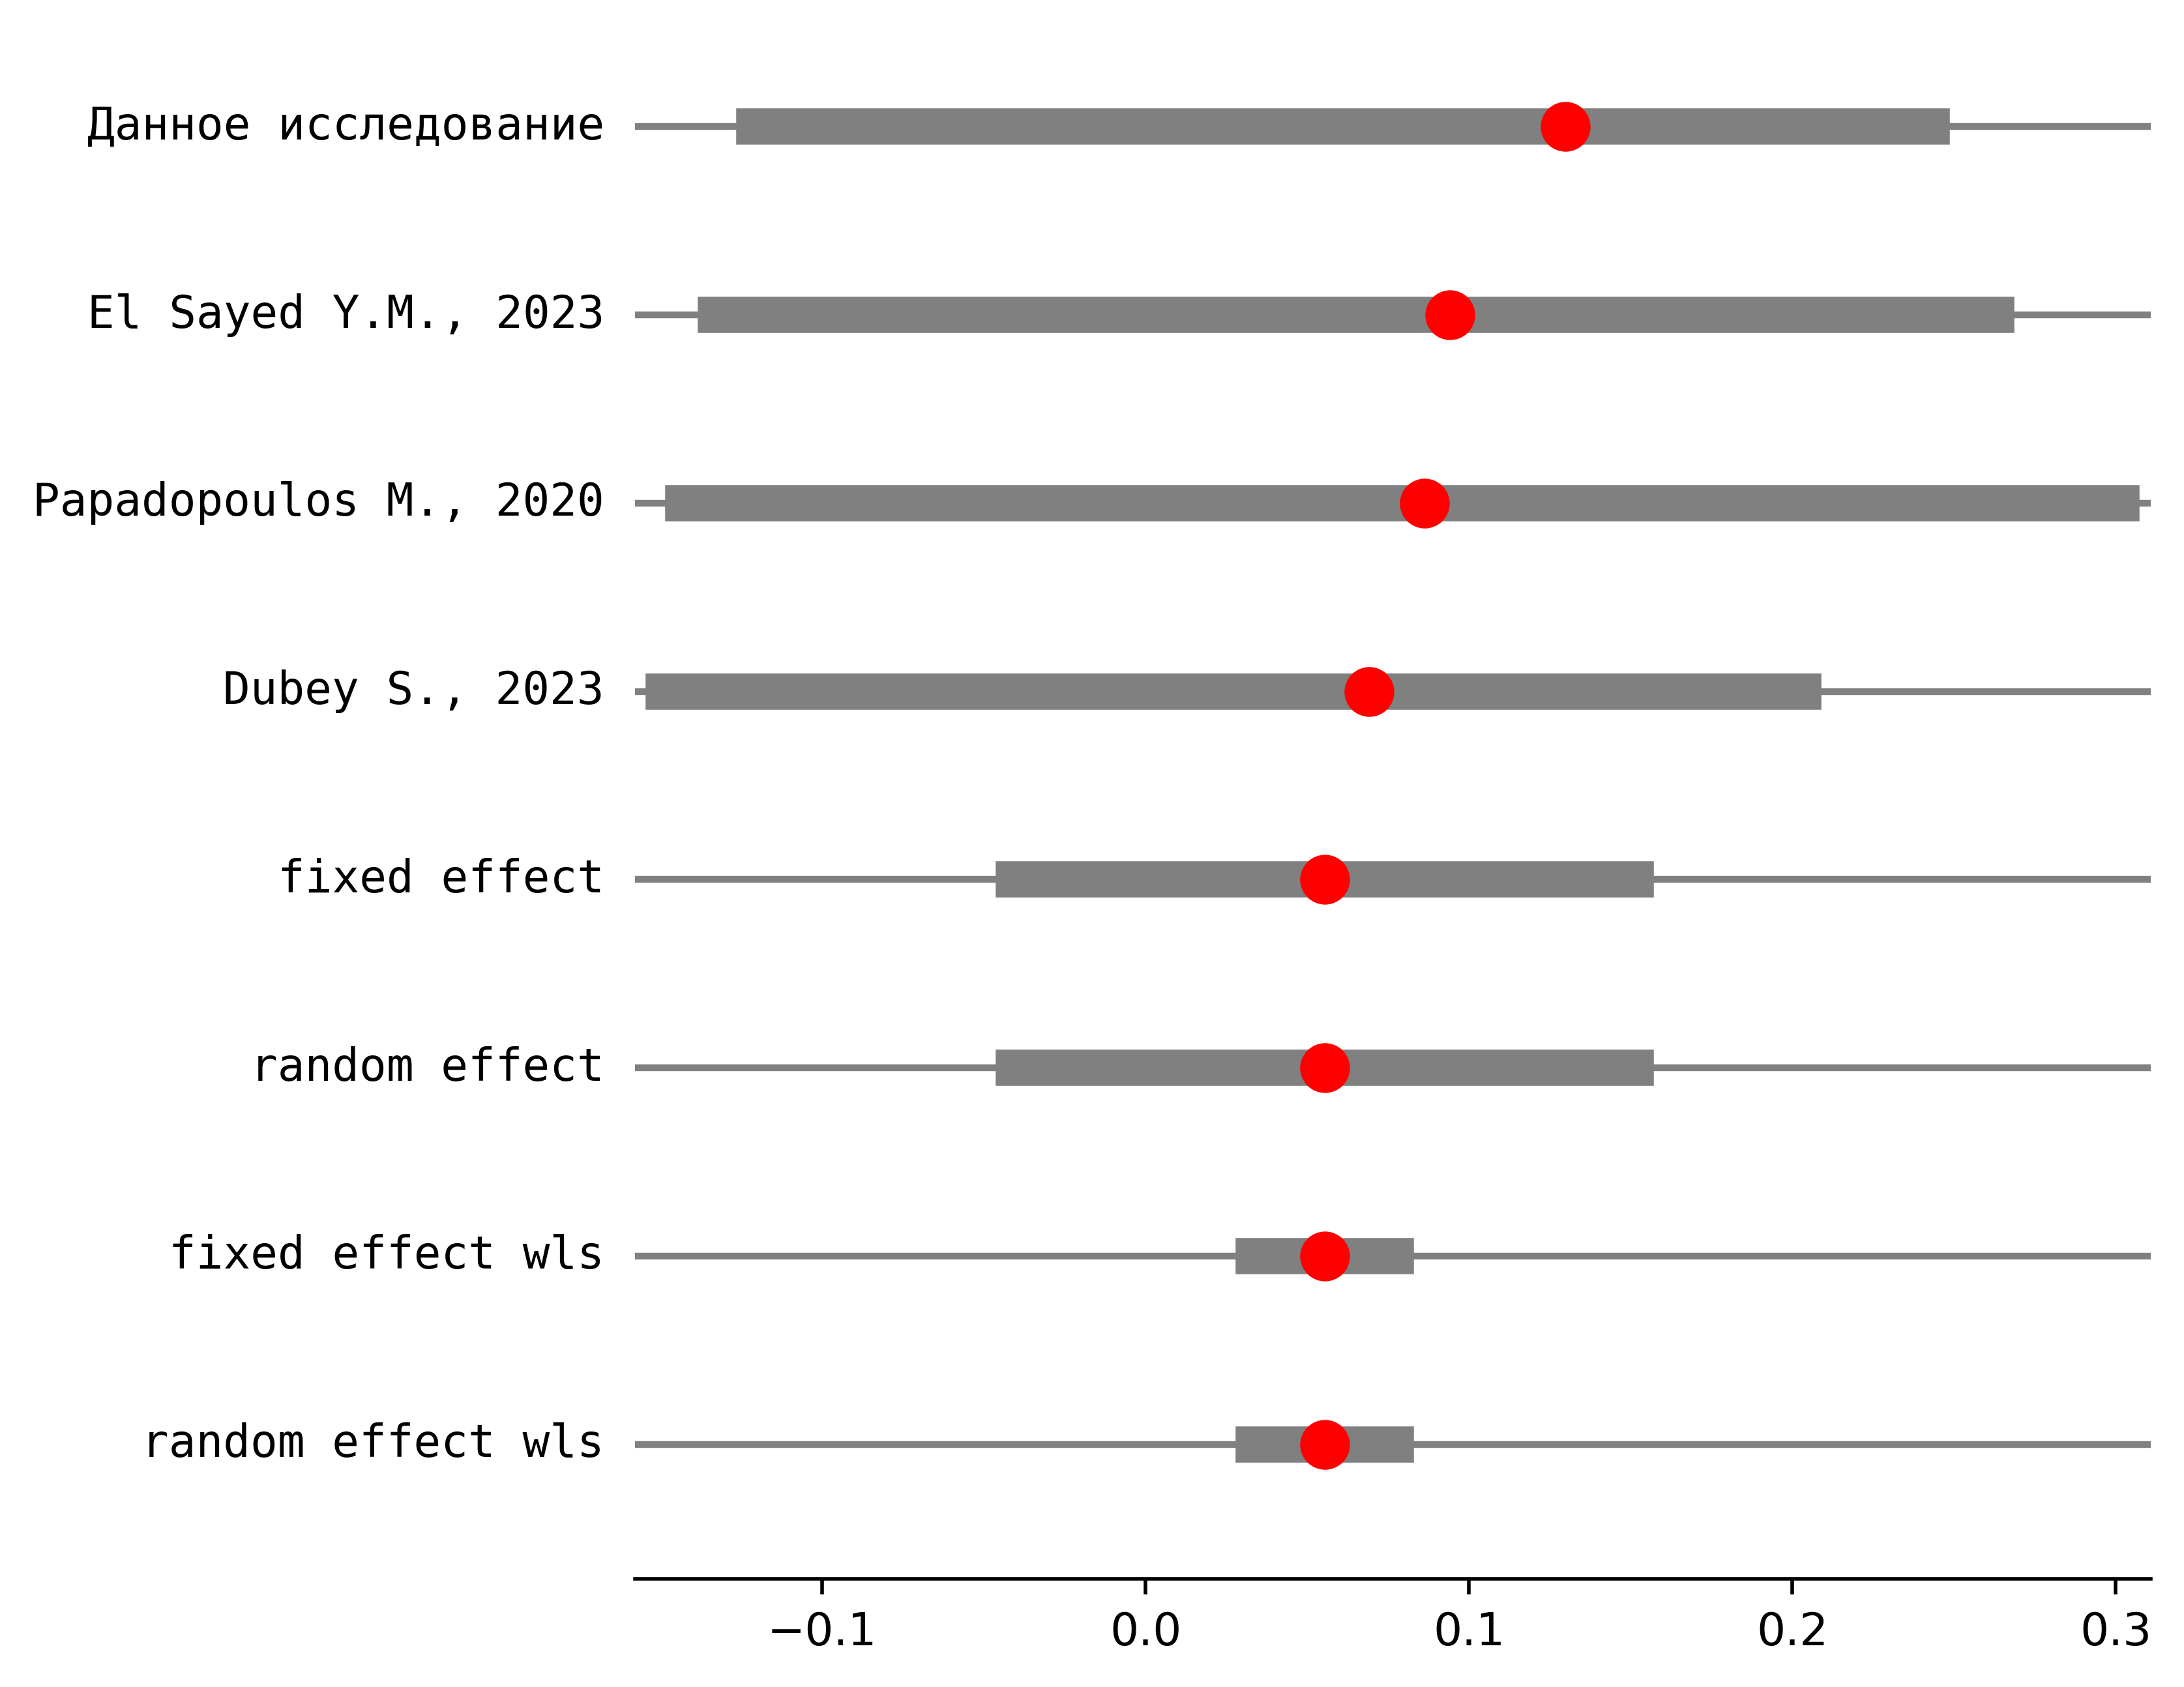 Данное исследование
El Sayed Y.M., 2023
Papadopoulos M., 2020
Dubey S., 2023
fixed effect
random effect
fixed effect wls
random effect wls
−0.1 0.0 0.1 0.2 0.3